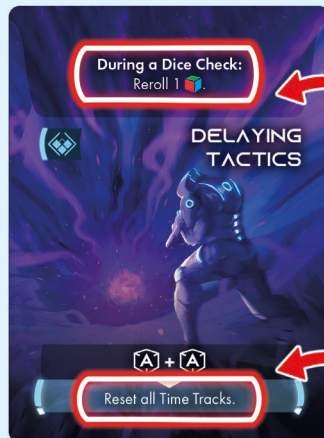 During a Dice Check:
Reroll 1 .
DELAYING
TACTICS
A + A
Reset all Time Tracks.